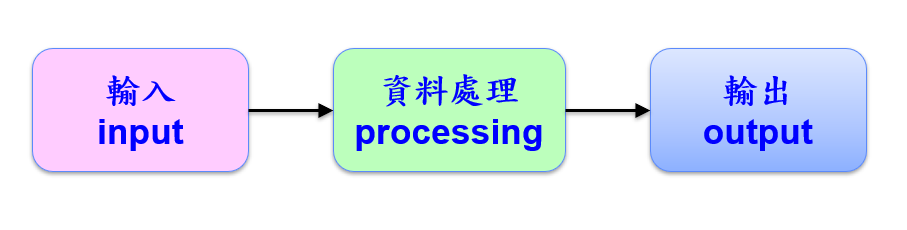 輸入
input
資料處理
processing
輸出
output